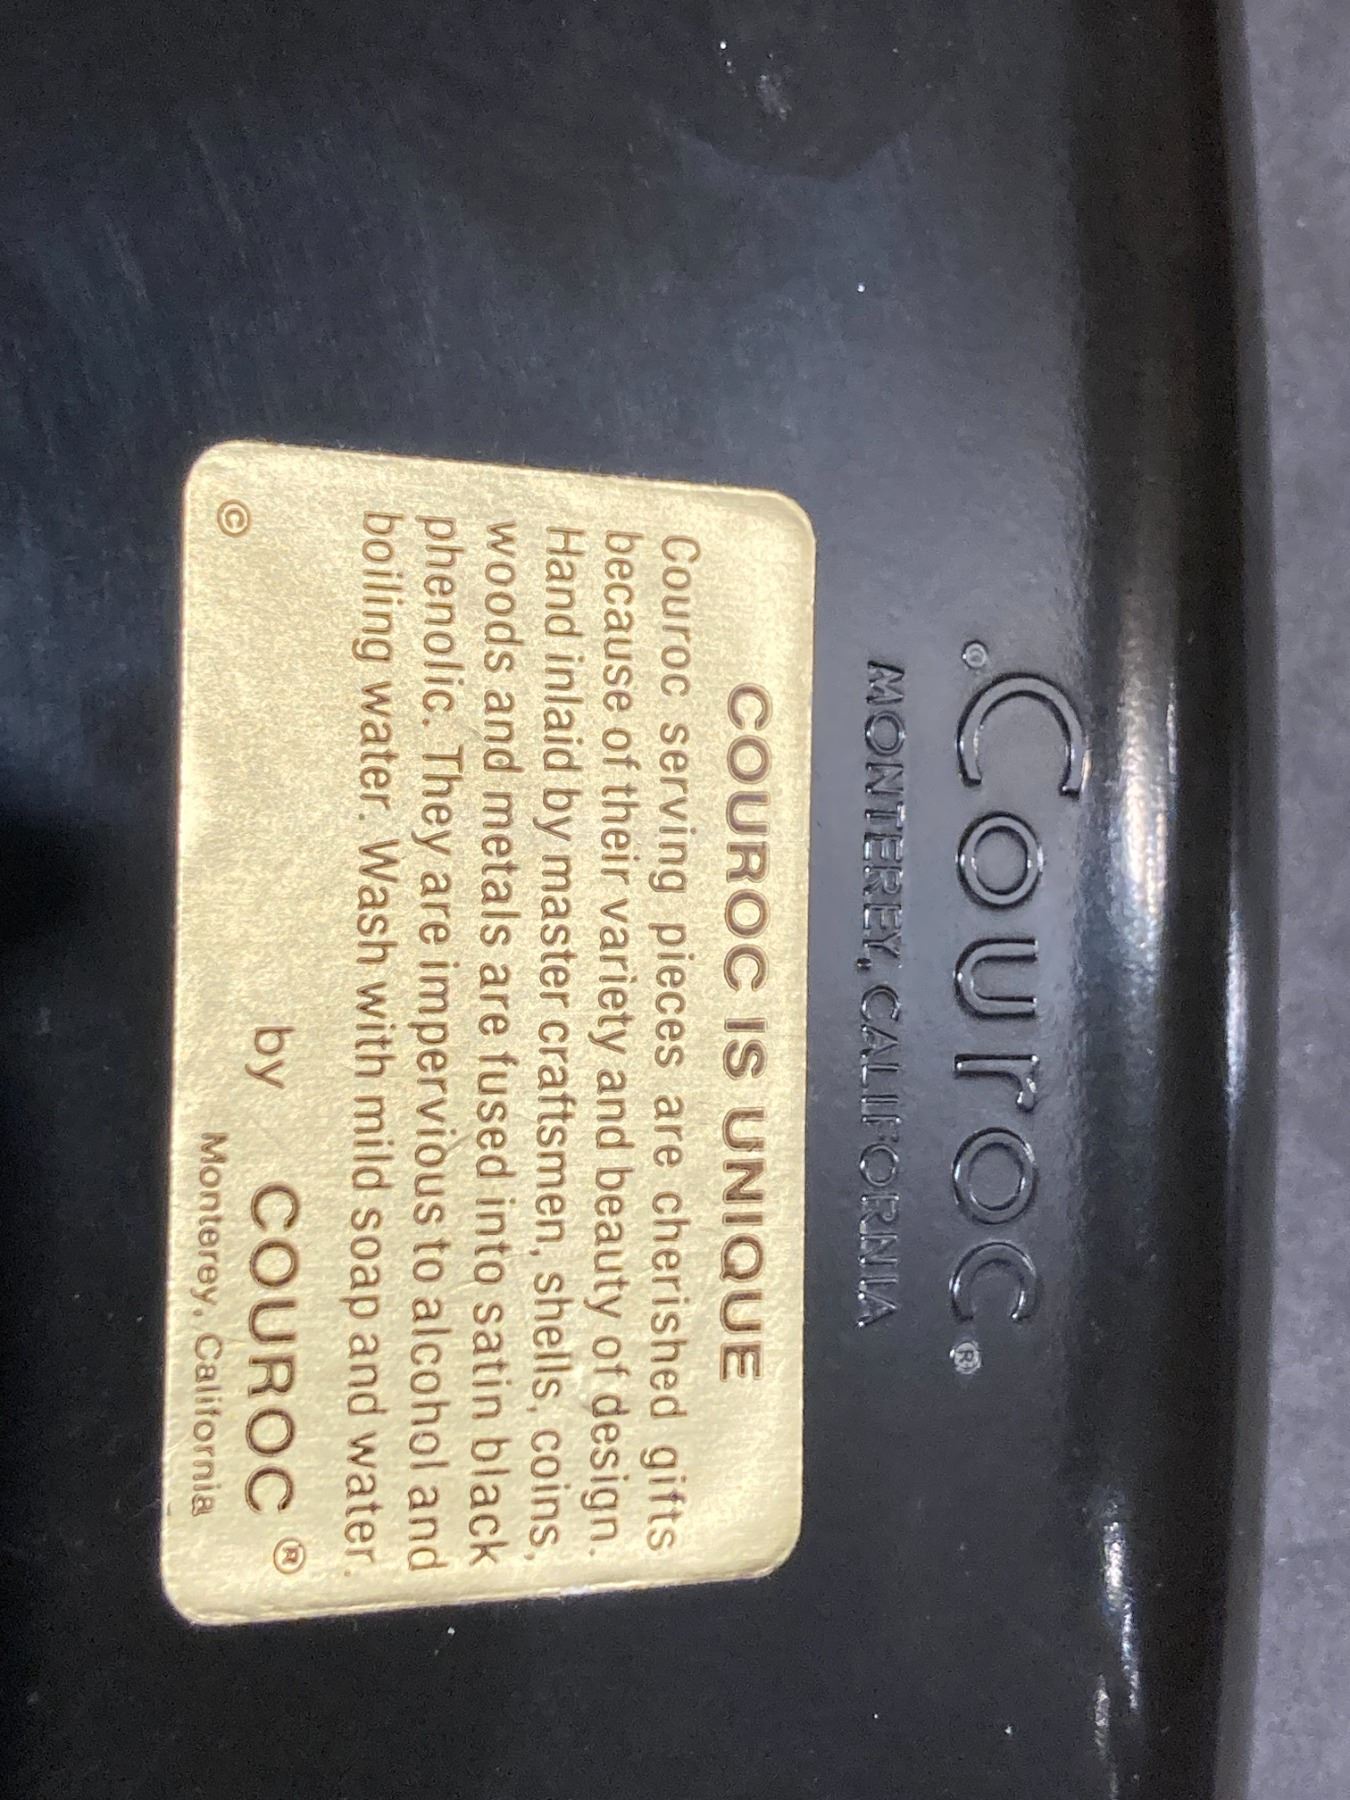 © Couroc ®
MONTEREY, CALIFORNIA
COUROC IS UNIQUE
Couroc serving pieces are cherished gifts
because of their variety and beauty of design.
Hand inlaid by master craftsmen, shells, coins,
woods and metals are fused into satin black
phenolic. They are impervious to alcohol and
boiling water. Wash with mild soap and water.
by COUROC ®
© Monterey, California